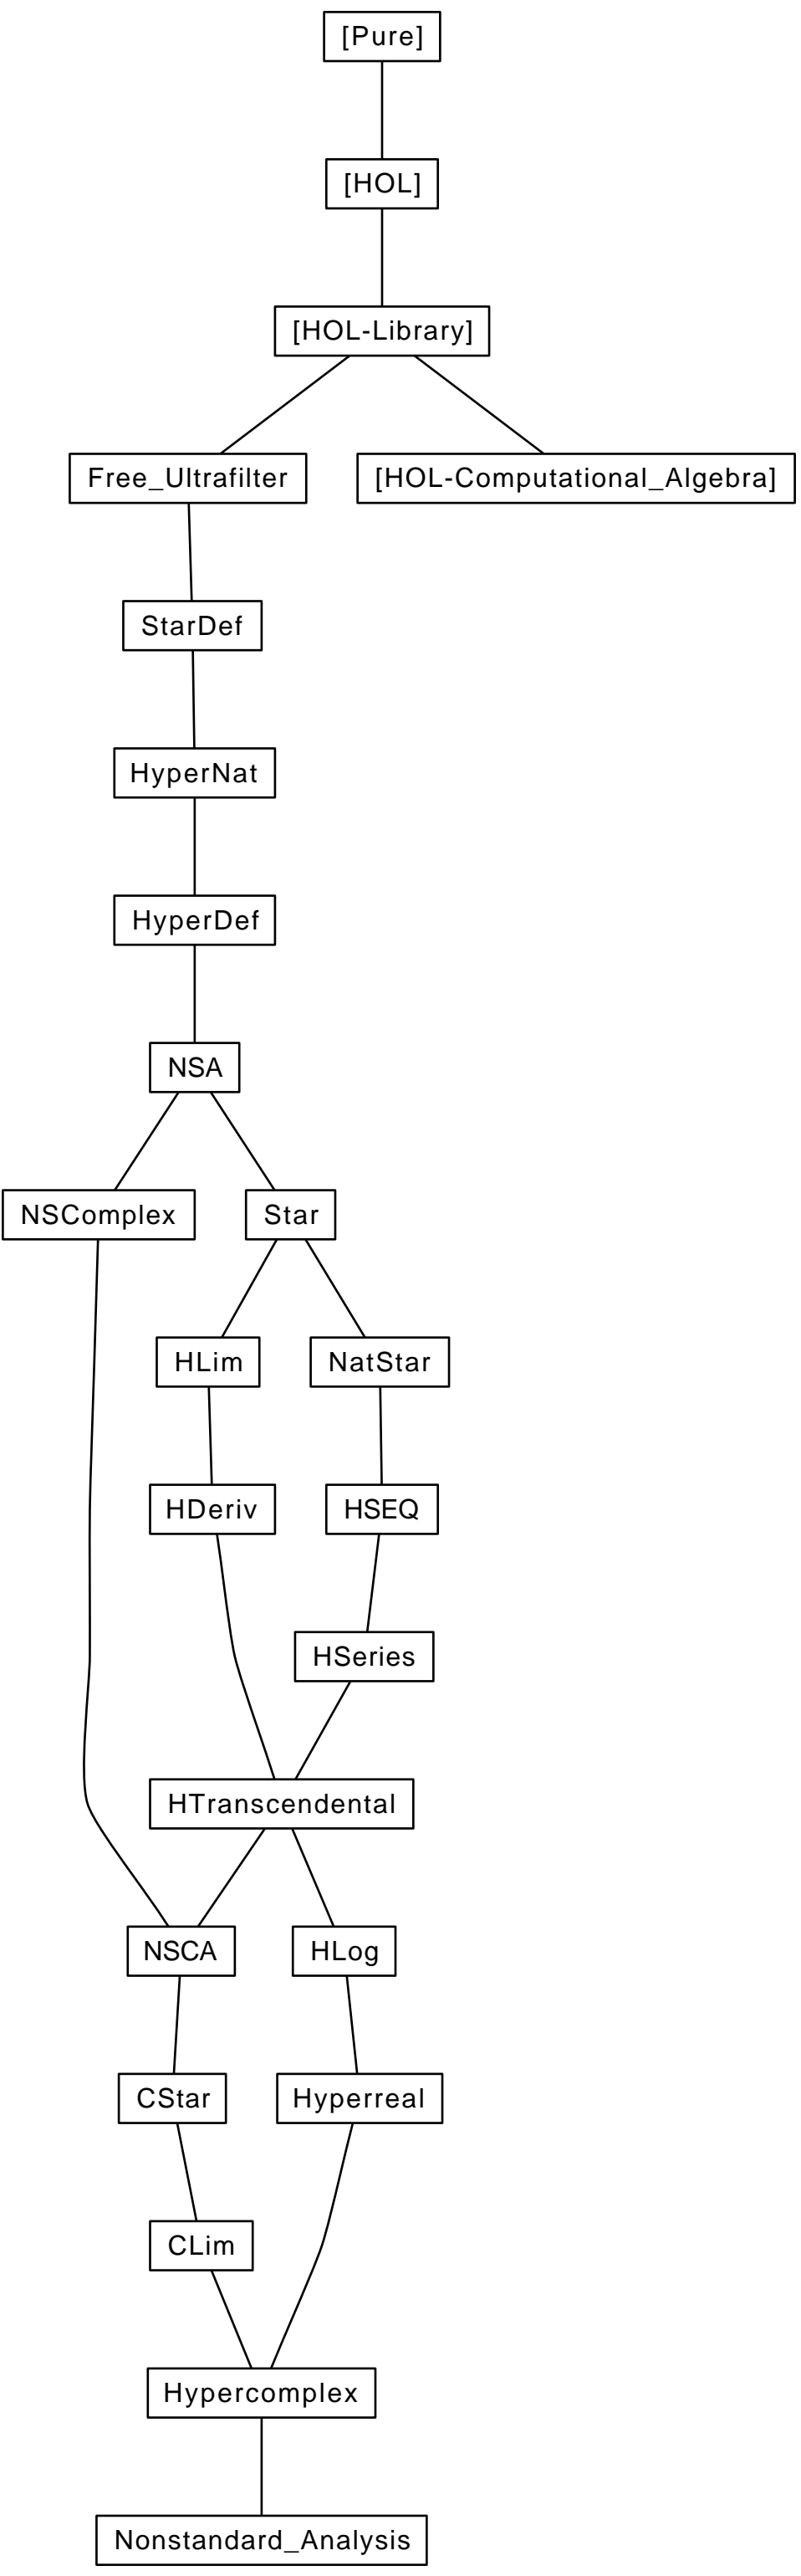 [Pure]
[HOL]
[HOL-Library]
Free_Ultrafilter
[HOL-Computational_Algebra]
StarDef
HyperNat
HyperDef
NSA
NSComplex
Star
HLim
NatStar
HDeriv
HSEQ
HSeries
HTranscendental
NSCA
HLog
CStar
Hyperreal
CLim
Hypercomplex
Nonstandard_Analysis